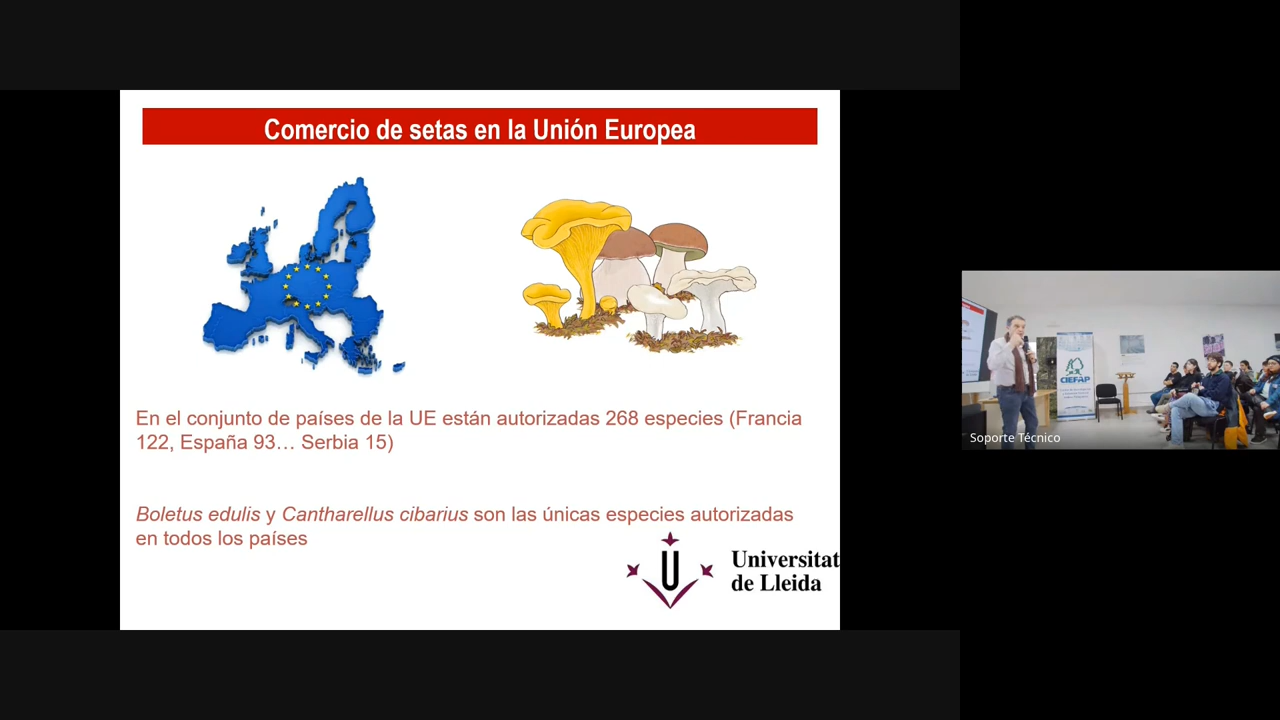 Comercio de setas en la Unión Europea
En el conjunto de países de la UE están autorizadas 268 especies (Francia
122, España 93… Serbia 15)
Boletus edulis y Cantharellus cibarius son las únicas especies autorizadas
en todos los países
U
Universitat
de Lleida
CIEFAP
Soporte Técnico